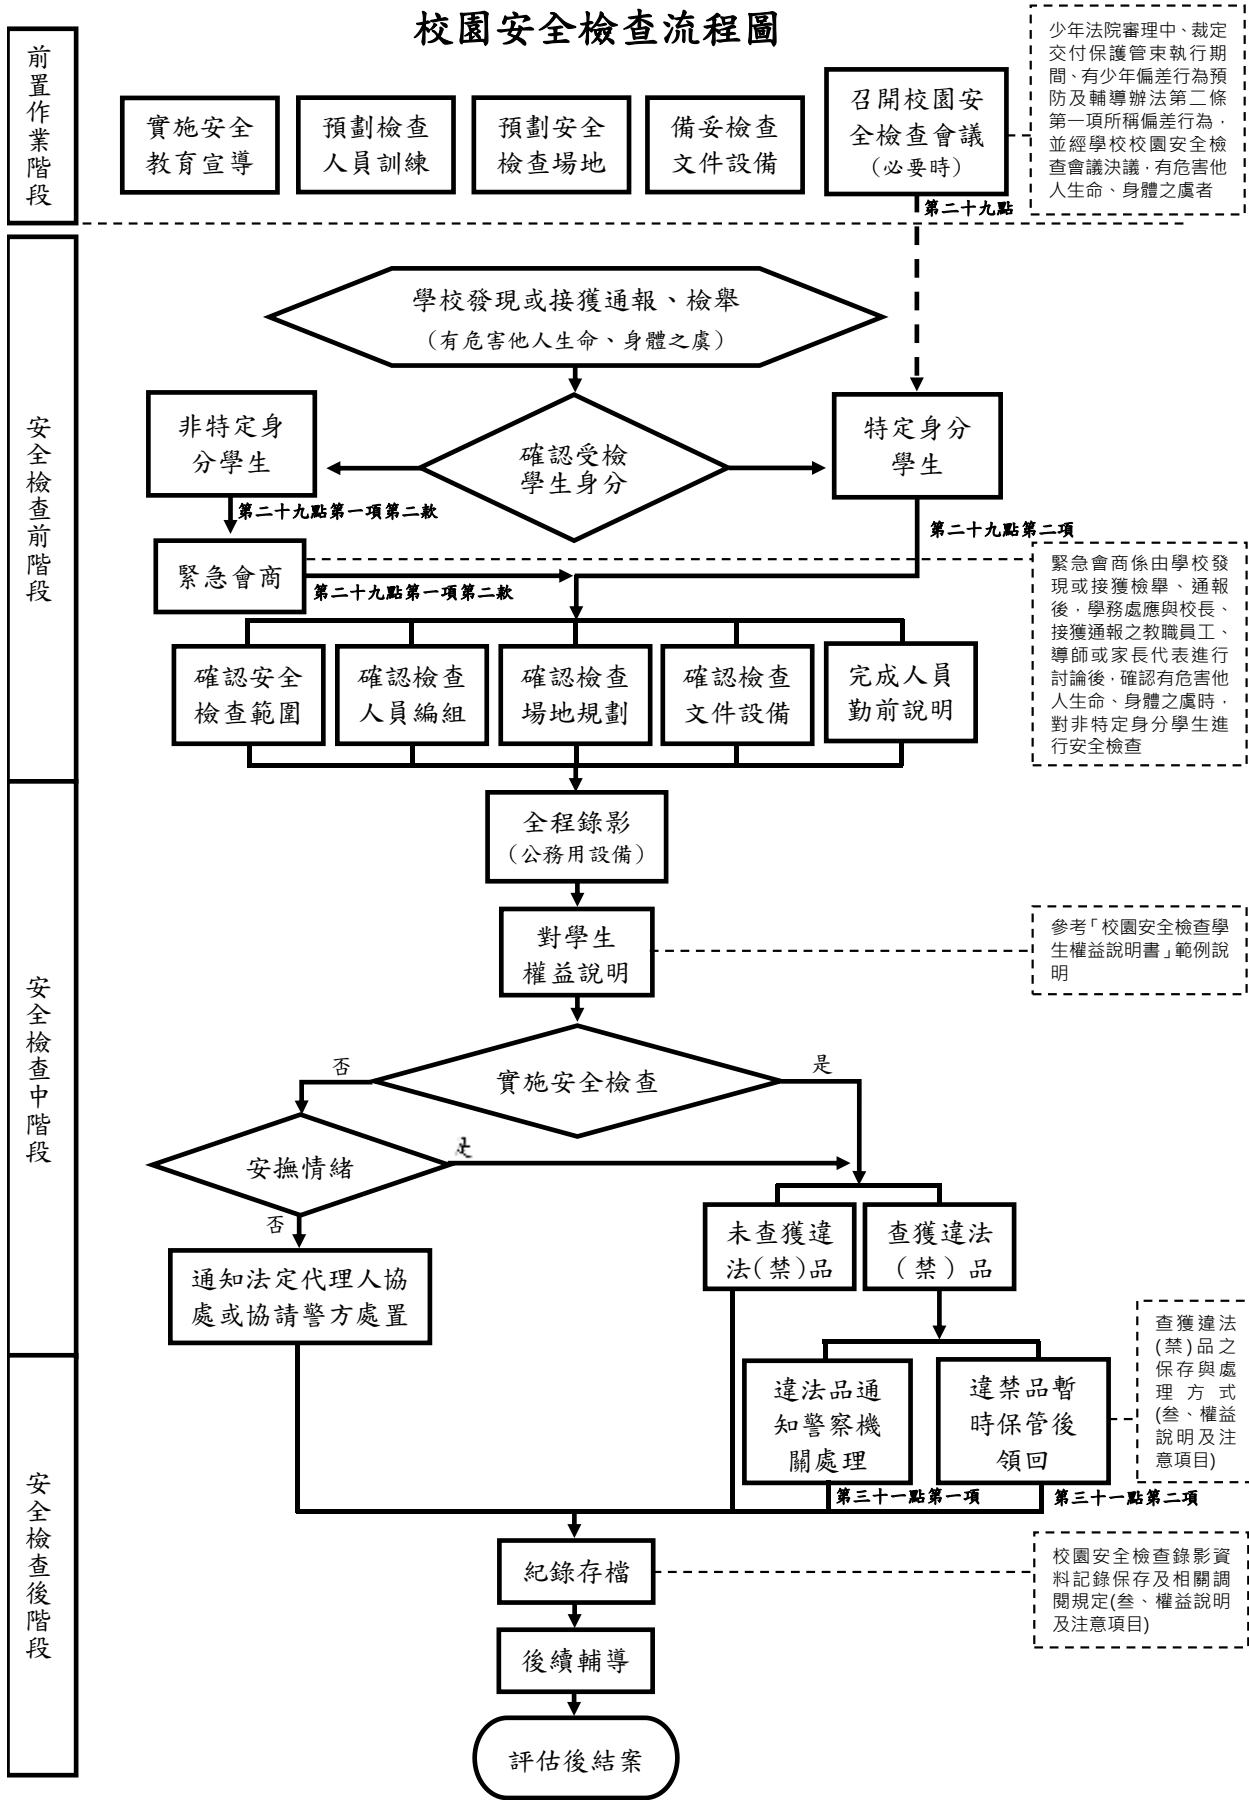 校園安全檢查流程圖
前置作業階段
實施安全
教育宣導
預劃檢查
人員訓練
預劃安全
檢查場地
備妥檢查
文件設備
召開校園安
全檢查會議
(必要時)
第二十九點
少年法院審理中、裁定
交付保護管束執行期
間、有少年偏差行為預
防及輔導辦法第二條
第一項所稱偏差行為,
並經學校校園安全檢
查會議決議,有危害他
人生命、身體之虞者
安全檢查前階段
學校發現或接獲通報、檢舉
(有危害他人生命、身體之虞)
非特定身
分學生
確認受檢
學生身分
特定身分
學生
第二十九點第一項第二款
第二十九點第二項
緊急會商
第二十九點第一項第二款
緊急會商係由學校發
現或接獲檢舉、通報
後,學務處應與校長、
接獲通報之教職員工、
導師或家長代表進行
討論後,確認有危害他
人生命、身體之虞時,
對非特定身分學生進
行安全檢查
確認安全
檢查範圍
確認檢查
人員編組
確認檢查
場地規劃
確認檢查
文件設備
完成人員
勤前說明
安全檢查中階段
全程錄影
(公務用設備)
對學生
權益說明
參考「校園安全檢查學
生權益說明書」範例說
明
實施安全檢查
否
是
安撫情緒
是
否
通知法定代理人協
處或協請警方處置
未查獲違
法(禁)品
查獲違法
(禁)品
查獲違法
(禁)品之
保存與處
理方式
(叁、權益
說明及注
意項目)
安全檢查後階段
違法品通
知警察機
關處理
違禁品暫
時保管後
領回
第三十一點第一項
第三十一點第二項
紀錄存檔
校園安全檢查錄影資
料記錄保存及相關調
閱規定(叁、權益說明
及注意項目)
後續輔導
評估後結案